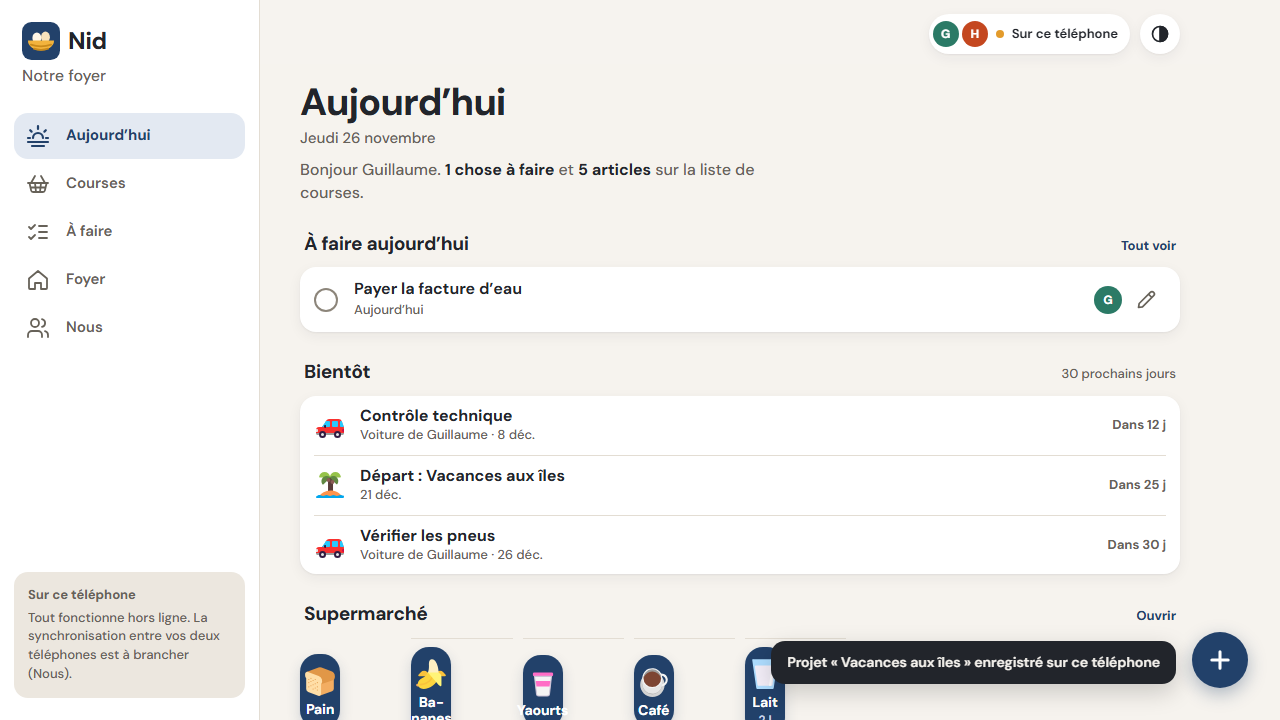 Nid
Notre foyer
Aujourd’hui
Courses
À faire
Foyer
Nous
Sur ce téléphone
Tout fonctionne hors ligne. La
synchronisation entre vos deux
téléphones est à brancher
(Nous).
G H Sur ce téléphone
Aujourd’hui
Jeudi 26 novembre
Bonjour Guillaume. 1 chose à faire et 5 articles sur la liste de
courses.
À faire aujourd’hui
Tout voir
Payer la facture d’eau
Aujourd’hui
G
Bientôt
30 prochains jours
Contrôle technique
Voiture de Guillaume · 8 déc.
Dans 12 j
Départ : Vacances aux îles
21 déc.
Dans 25 j
Vérifier les pneus
Voiture de Guillaume · 26 déc.
Dans 30 j
Supermarché
Ouvrir
Pain
Ba-
nanes
Yaourts
Café
Lait
2 l
Projet « Vacances aux îles » enregistré sur ce téléphone